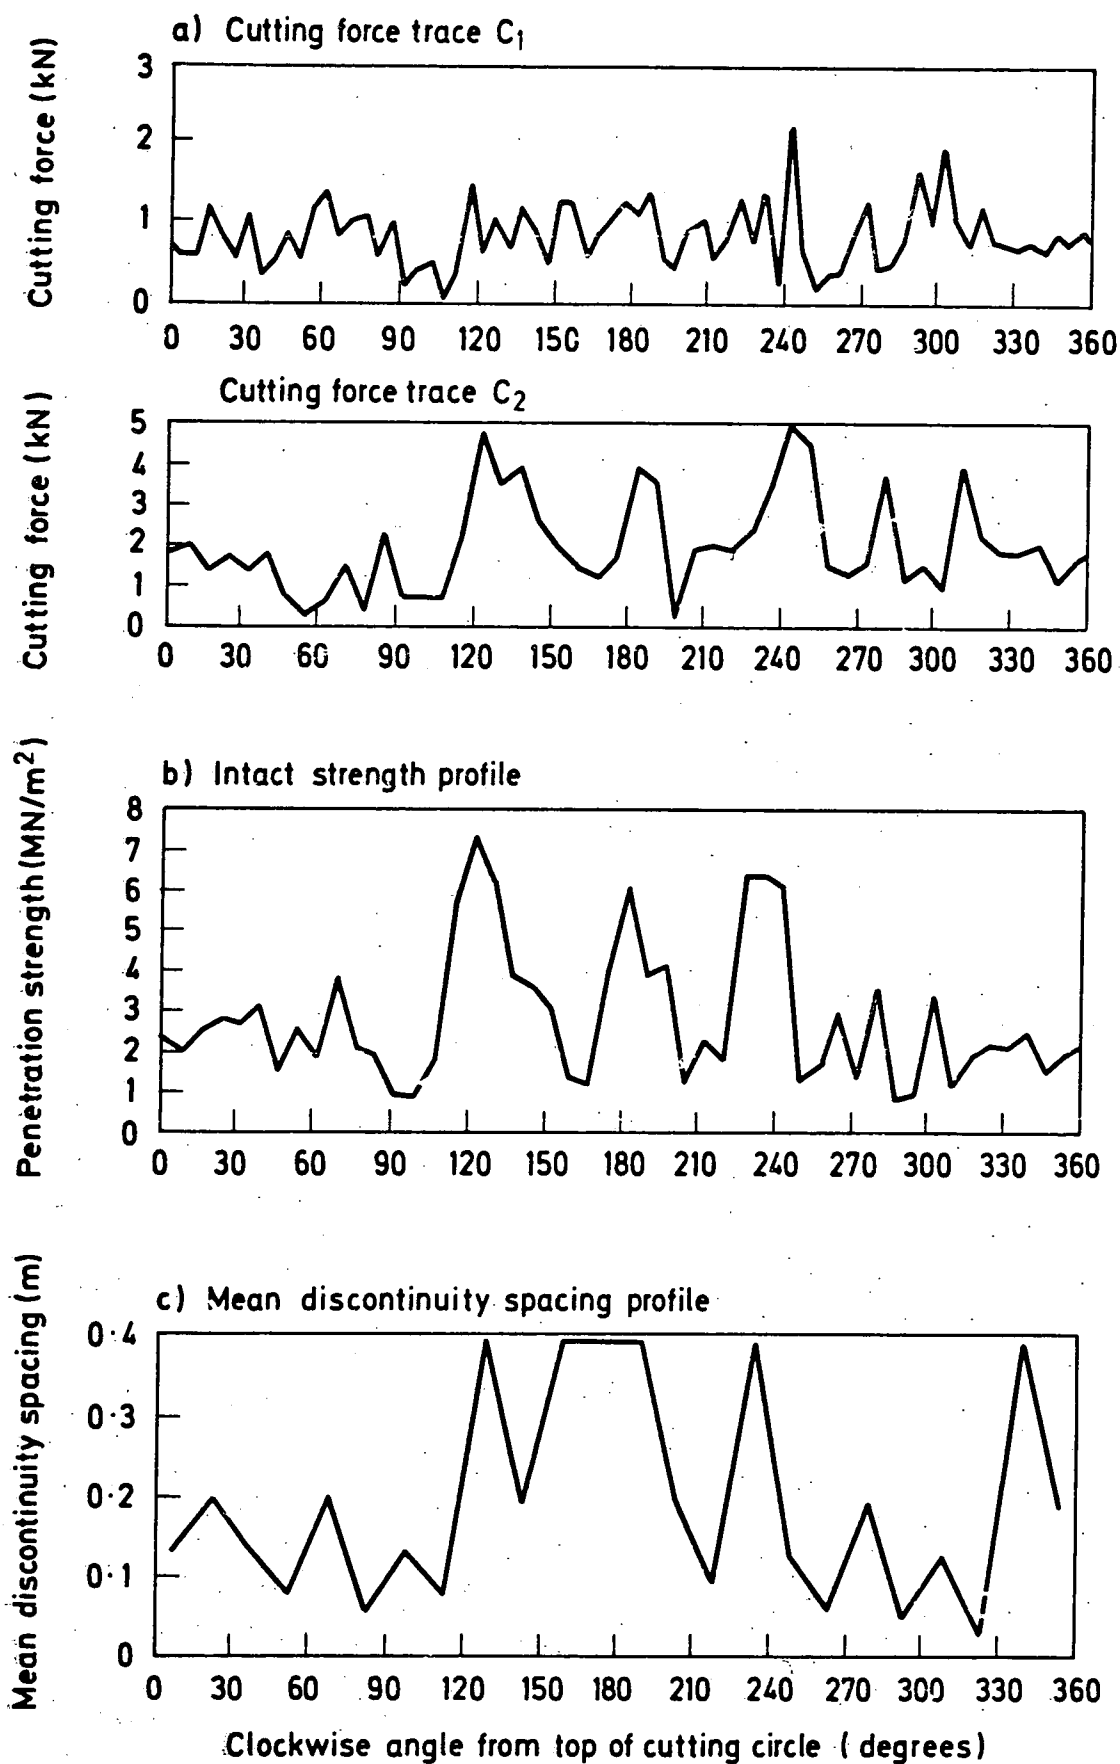 a) Cutting force trace C1
Cutting force (kN)
3
2
1
0
0 30 60 90 120 150 180 210 240 270 300 330 360
Cutting force trace C2
Cutting force (kN)
5
4
3
2
1
0
0 30 60 90 120 150 180 210 240 270 300 330 360
b) Intact strength profile
Penetration strength (MN/m²)
8
7
6
5
4
3
2
1
0
0 30 60 90 120 150 180 210 240 270 300 330 360
c) Mean discontinuity spacing profile
Mean discontinuity spacing (m)
0·4
0·3
0·2
0·1
0
0 30 60 90 120 150 180 210 240 270 300 330 360
Clockwise angle from top of cutting circle (degrees)